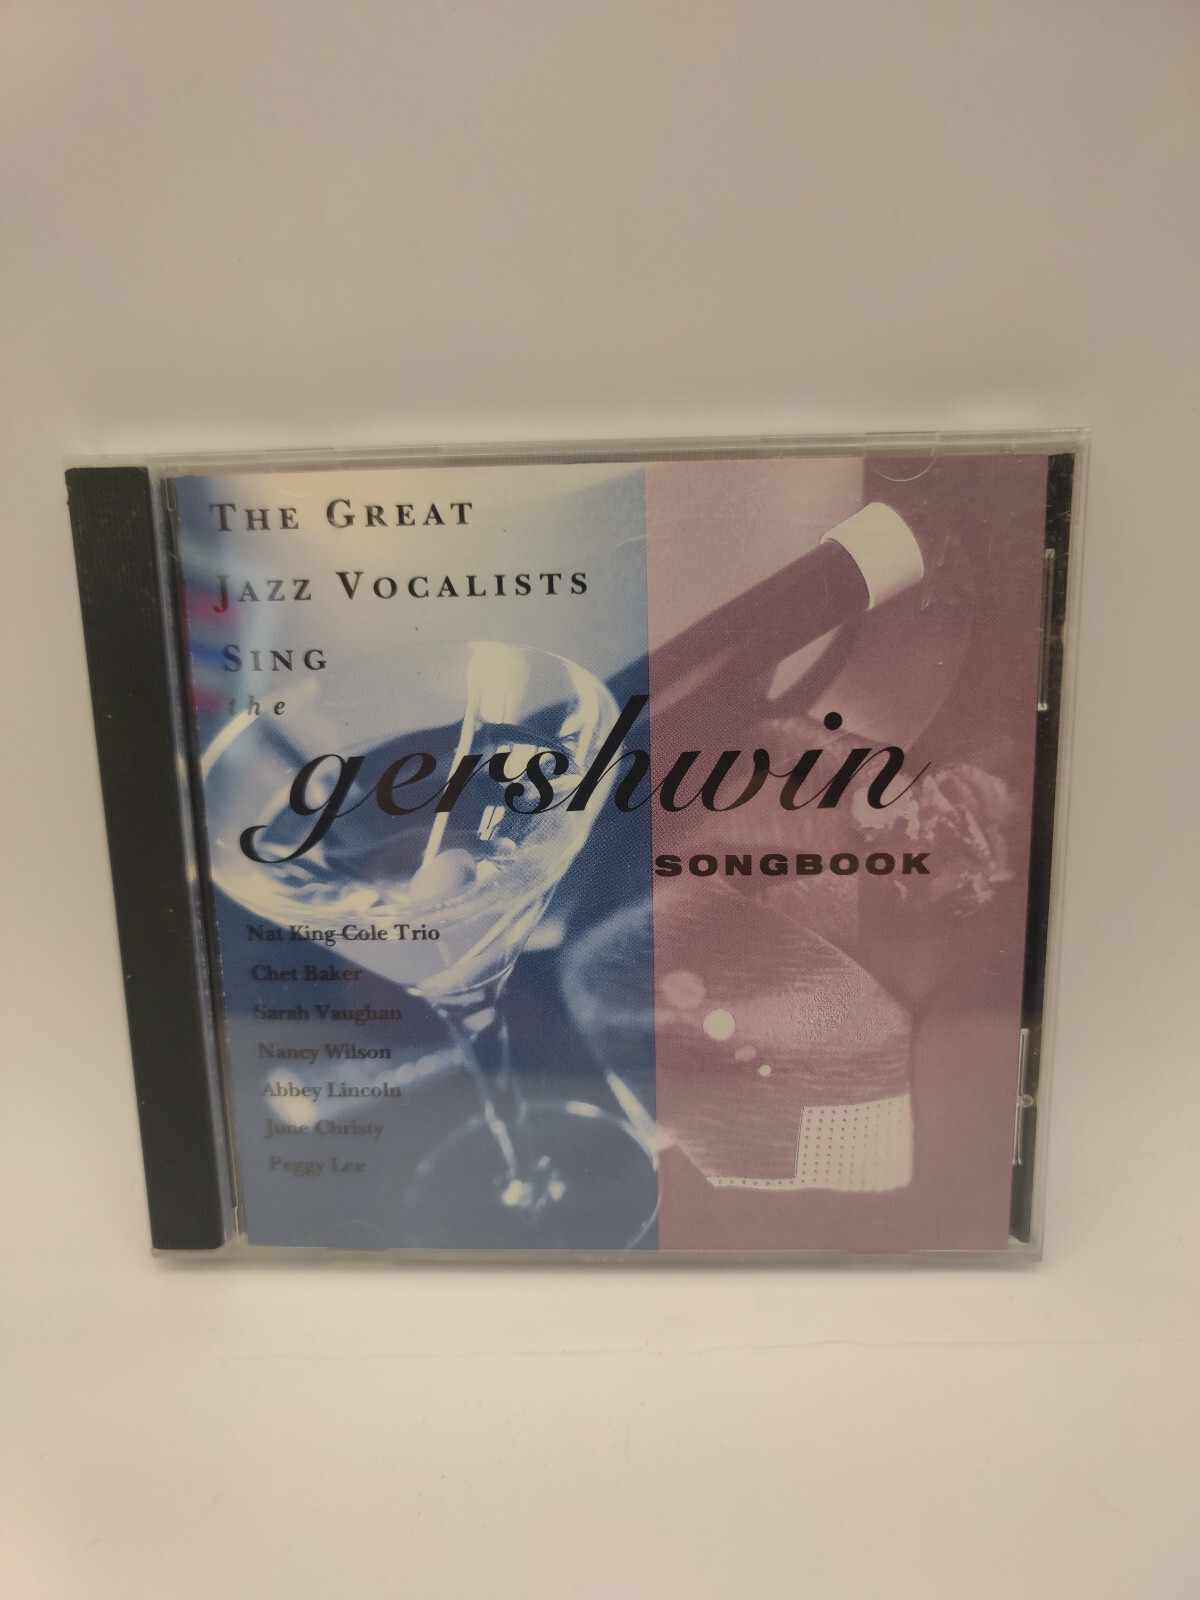 THE GREAT
JAZZ VOCALISTS
SING
the
gershwin
SONGBOOK
Nat King Cole Trio
Chet Baker
Sarah Vaughan
Nancy Wilson
Abbey Lincoln
June Christy
Peggy Lee